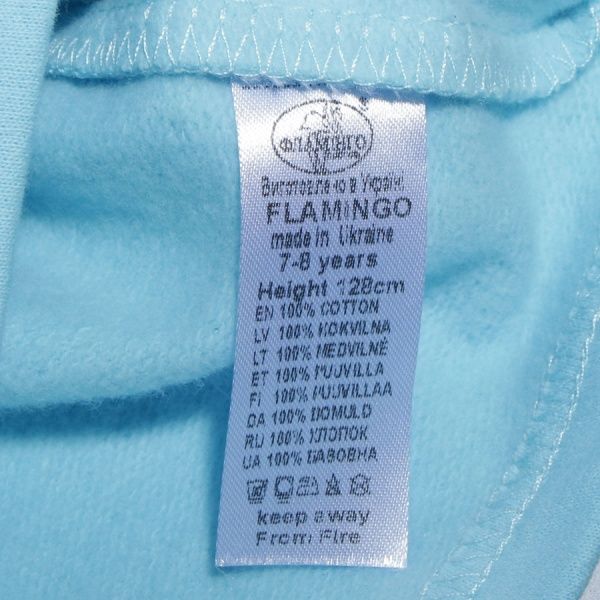 ФЛАМІНГО
Виготовлено в Україні
FLAMINGO
made in Ukraine
7-8 years
Height 128cm
EN 100% COTTON
LV 100% KOKVILNA
LT 100% MEDVILNĖ
ET 100% PUUVILLA
FI 100% PUUVILLAA
DA 100% BOMULD
RU 100% ХЛОПОК
UA 100% БАВОВНА
keep away
From Fire